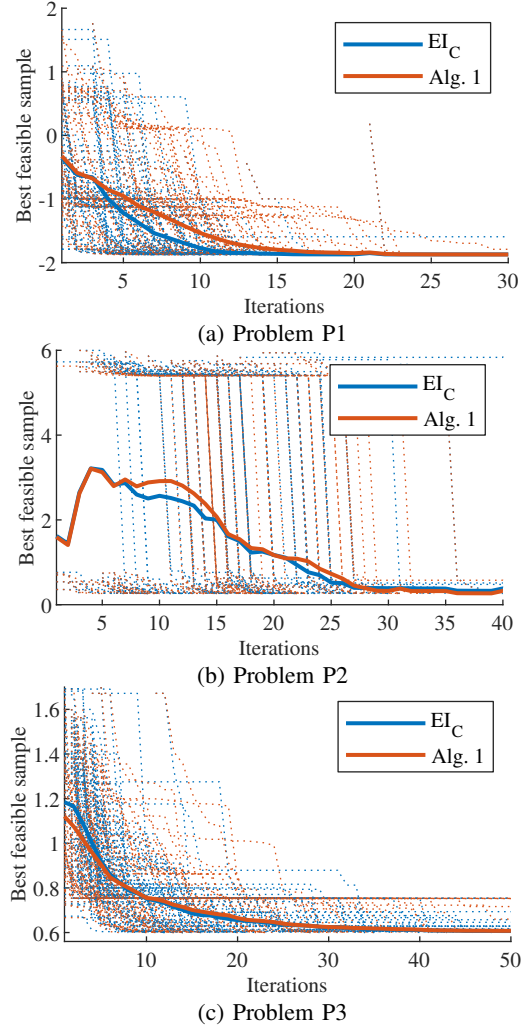 2
1
0
-1
-2
Best feasible sample
EI_C
Alg. 1
5 10 15 20 25 30
Iterations
(a) Problem P1
6
4
2
0
Best feasible sample
EI_C
Alg. 1
5 10 15 20 25 30 35 40
Iterations
(b) Problem P2
1.6
1.4
1.2
1
0.8
0.6
Best feasible sample
EI_C
Alg. 1
10 20 30 40 50
Iterations
(c) Problem P3